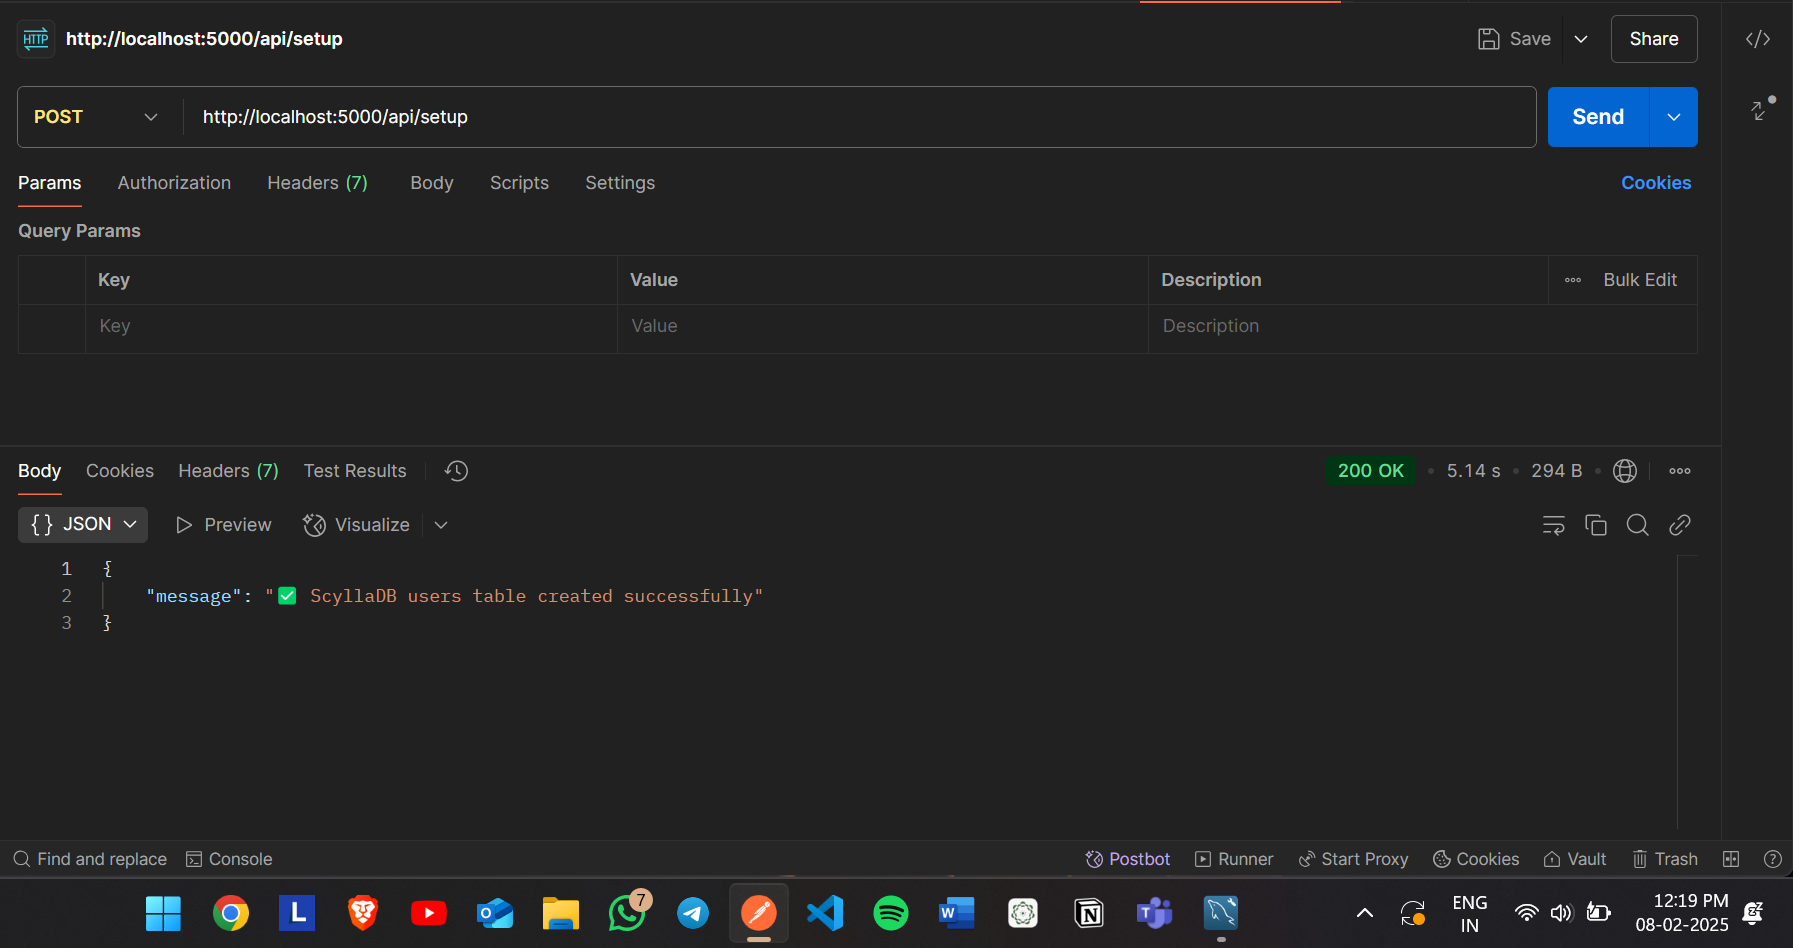 HTTP http://localhost:5000/api/setup Save Share
POST http://localhost:5000/api/setup Send
Params Authorization Headers (7) Body Scripts Settings Cookies
Query Params
Key Value Description Bulk Edit
Key Value Description
Body Cookies Headers (7) Test Results 200 OK • 5.14 s • 294 B •
{} JSON Preview Visualize
1 {
2 "message": "✅ ScyllaDB users table created successfully"
3 }
Find and replace Console Postbot Runner Start Proxy Cookies Vault Trash
L O 7 W N T ENG 12:19 PM
IN 08-02-2025